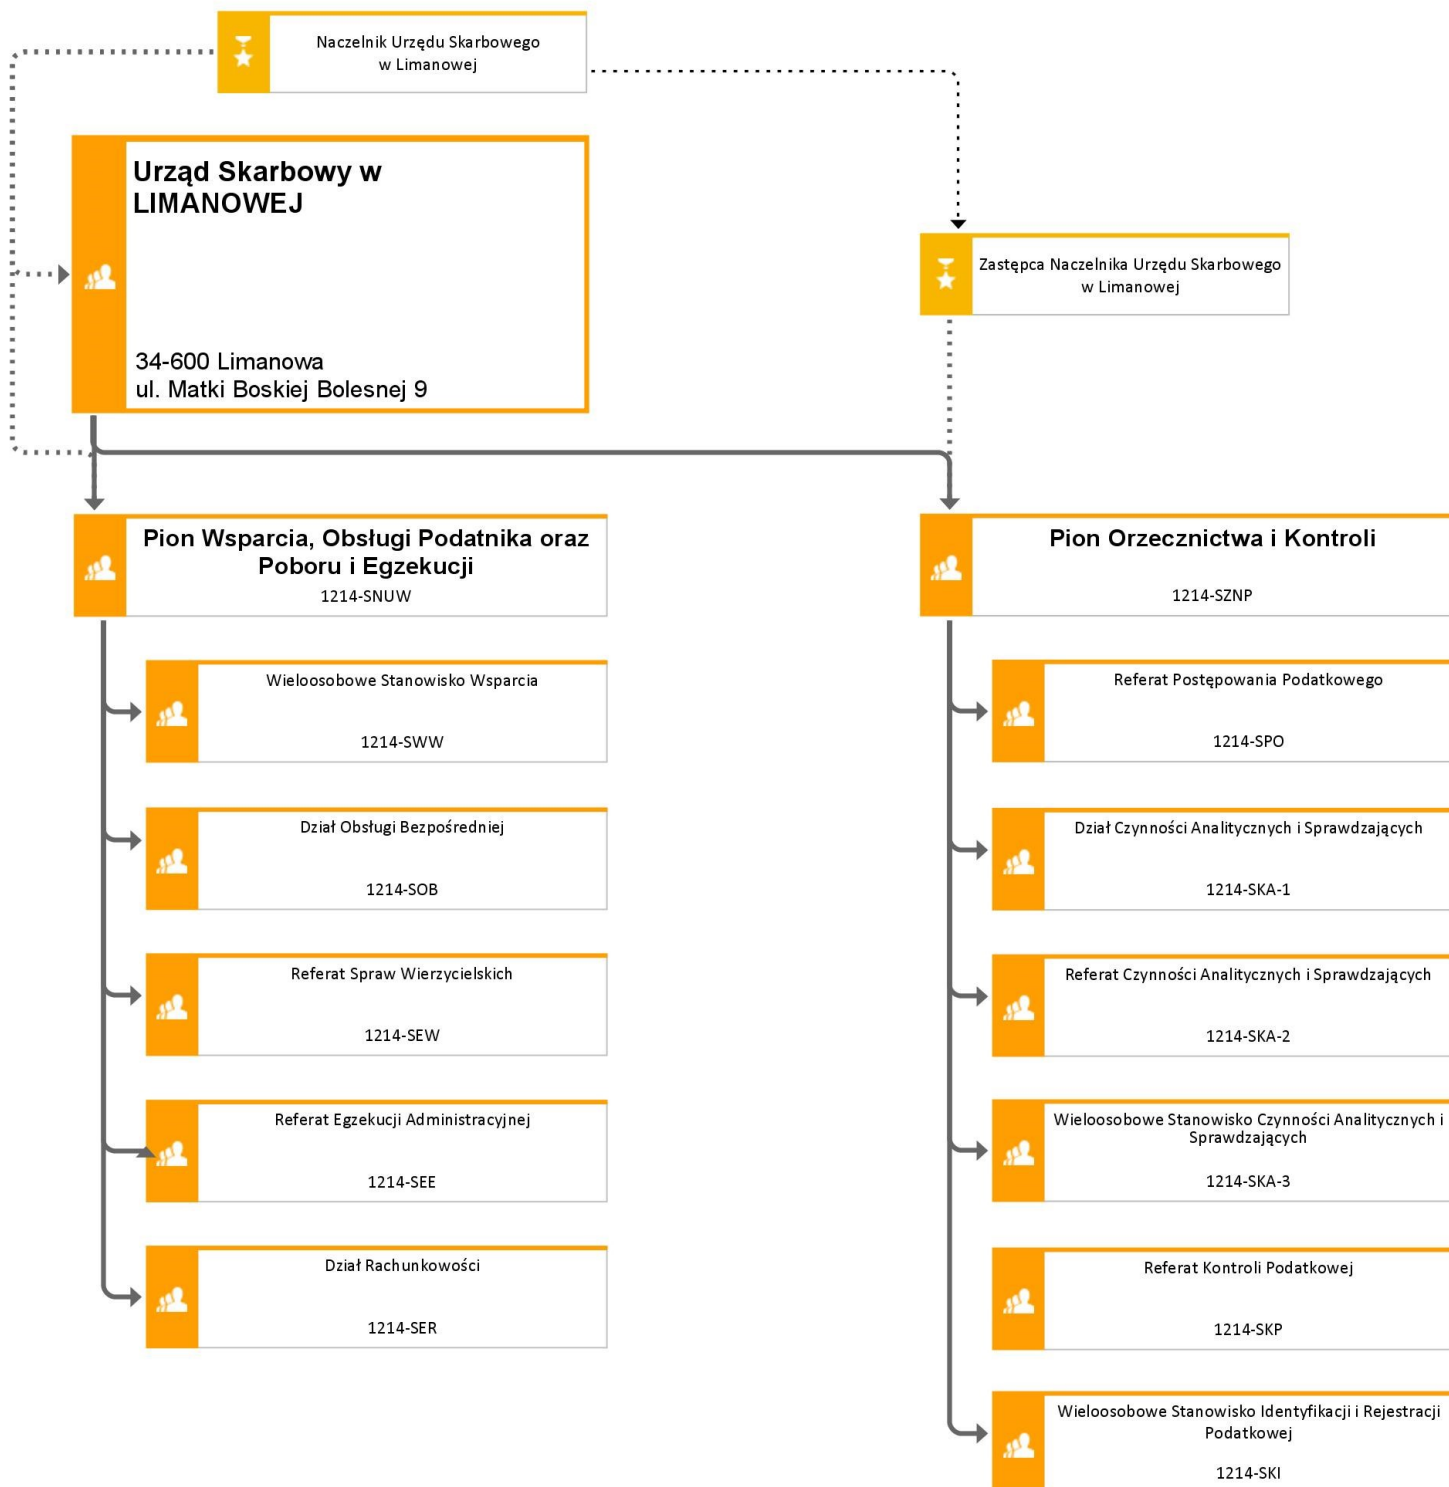 Naczelnik Urzędu Skarbowego
w Limanowej
Urząd Skarbowy w
LIMANOWEJ
34-600 Limanowa
ul. Matki Boskiej Bolesnej 9
Zastępca Naczelnika Urzędu Skarbowego
w Limanowej
Pion Wsparcia, Obsługi Podatnika oraz
Poboru i Egzekucji
1214-SNUW
Wieloosobowe Stanowisko Wsparcia
1214-SWW
Dział Obsługi Bezpośredniej
1214-SOB
Referat Spraw Wierzycielskich
1214-SEW
Referat Egzekucji Administracyjnej
1214-SEE
Dział Rachunkowości
1214-SER
Pion Orzecznictwa i Kontroli
1214-SZNP
Referat Postępowania Podatkowego
1214-SPO
Dział Czynności Analitycznych i Sprawdzających
1214-SKA-1
Referat Czynności Analitycznych i Sprawdzających
1214-SKA-2
Wieloosobowe Stanowisko Czynności Analitycznych i
Sprawdzających
1214-SKA-3
Referat Kontroli Podatkowej
1214-SKP
Wieloosobowe Stanowisko Identyfikacji i Rejestracji
Podatkowej
1214-SKI